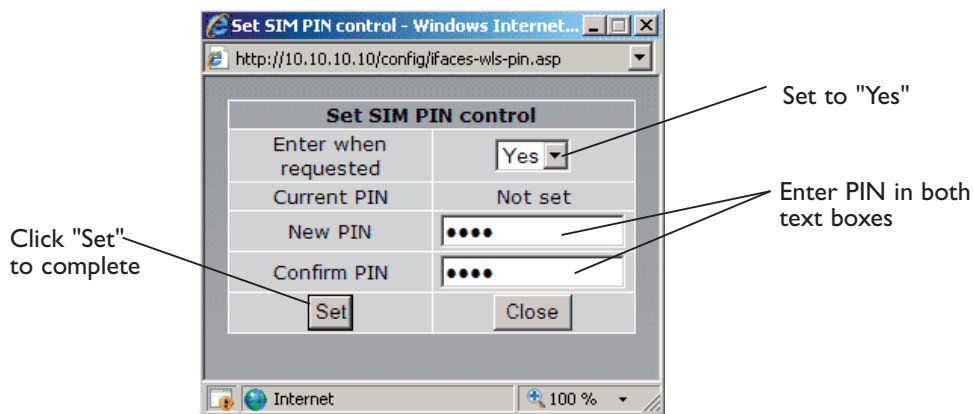 Set SIM PIN control - Windows Internet...
http://10.10.10.10/config/ifaces-wls-pin.asp
Set to "Yes"
Set SIM PIN control
Enter when
requested
Yes
Current PIN
Not set
Enter PIN in both
text boxes
New PIN
••••
Click "Set"
to complete
Confirm PIN
••••
Set
Close
Internet
100 %